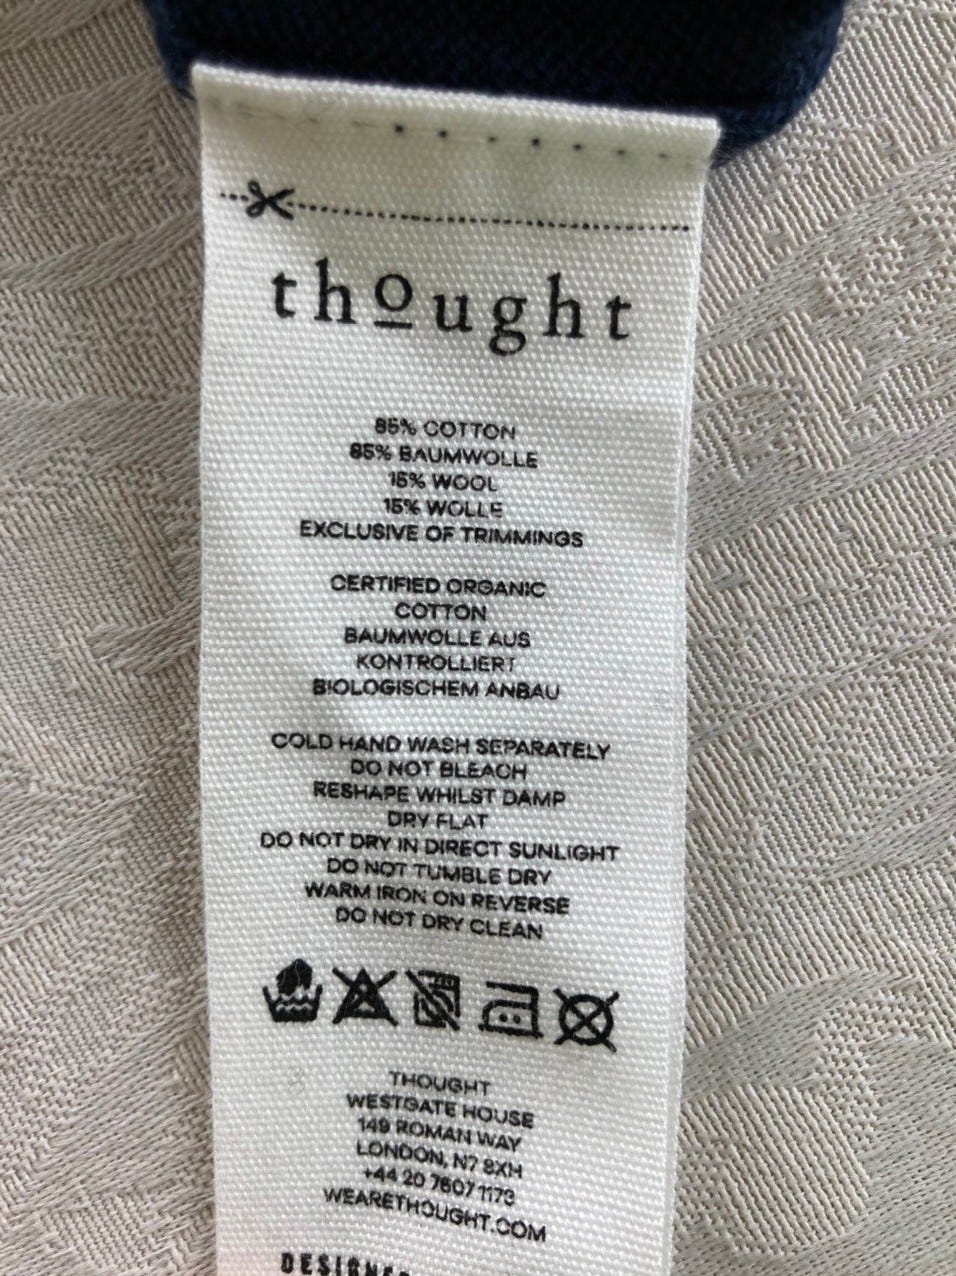 thought
85% COTTON
85% BAUMWOLLE
15% WOOL
15% WOLLE
EXCLUSIVE OF TRIMMINGS
CERTIFIED ORGANIC
COTTON
BAUMWOLLE AUS
KONTROLLIERT
BIOLOGISCHEM ANBAU
COLD HAND WASH SEPARATELY
DO NOT BLEACH
RESHAPE WHILST DAMP
DRY FLAT
DO NOT DRY IN DIRECT SUNLIGHT
DO NOT TUMBLE DRY
WARM IRON ON REVERSE
DO NOT DRY CLEAN
THOUGHT
WESTGATE HOUSE
149 ROMAN WAY
LONDON, N7 8XH
+44 20 7607 1173
WEARETHOUGHT.COM